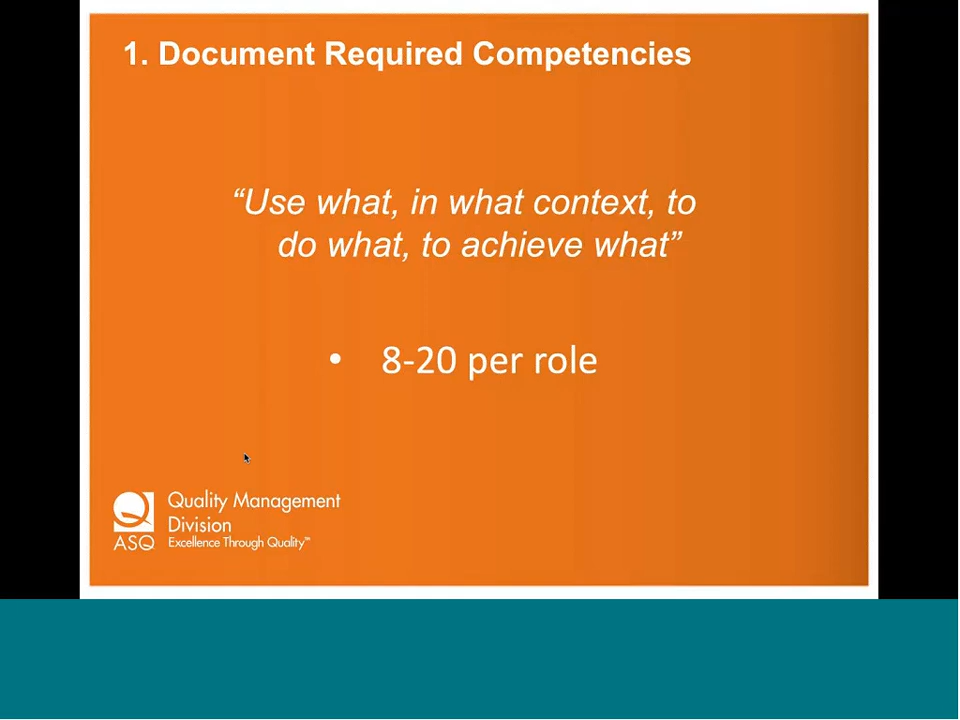 1. Document Required Competencies
“Use what, in what context, to
do what, to achieve what”
• 8-20 per role
Quality Management
Division
ASQ Excellence Through Quality™